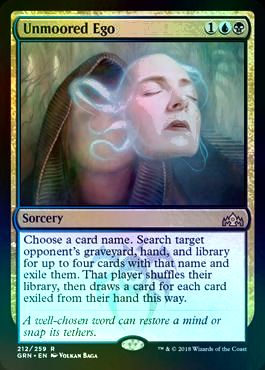 Unmoored Ego 1
Sorcery
Choose a card name. Search target
opponent's graveyard, hand, and library
for up to four cards with that name and
exile them. That player shuffles their
library, then draws a card for each card
exiled from their hand this way.
A well-chosen word can restore a mind or
snap its tethers.
212/259 R
GRN • EN VOLKAN BAGA
™ & © 2018 Wizards of the Coast